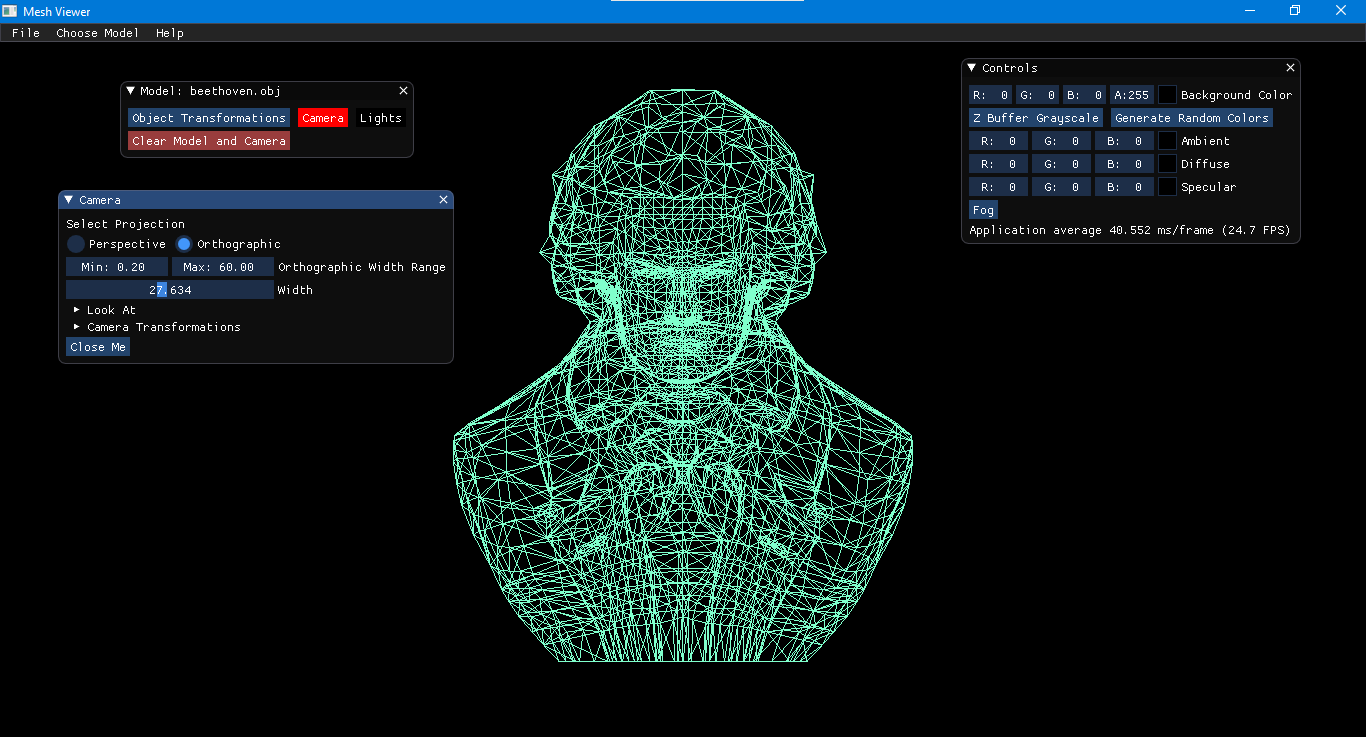 Mesh Viewer
File Choose Model Help
Model: beethoven.obj
Object Transformations Camera Lights
Clear Model and Camera
Camera
Select Projection
Perspective Orthographic
Min: 0.20 Max: 60.00 Orthographic Width Range
27.634 Width
Look At
Camera Transformations
Close Me
Controls
R: 0 G: 0 B: 0 A:255 Background Color
Z Buffer Grayscale Generate Random Colors
R: 0 G: 0 B: 0 Ambient
R: 0 G: 0 B: 0 Diffuse
R: 0 G: 0 B: 0 Specular
Fog
Application average 40.552 ms/frame (24.7 FPS)